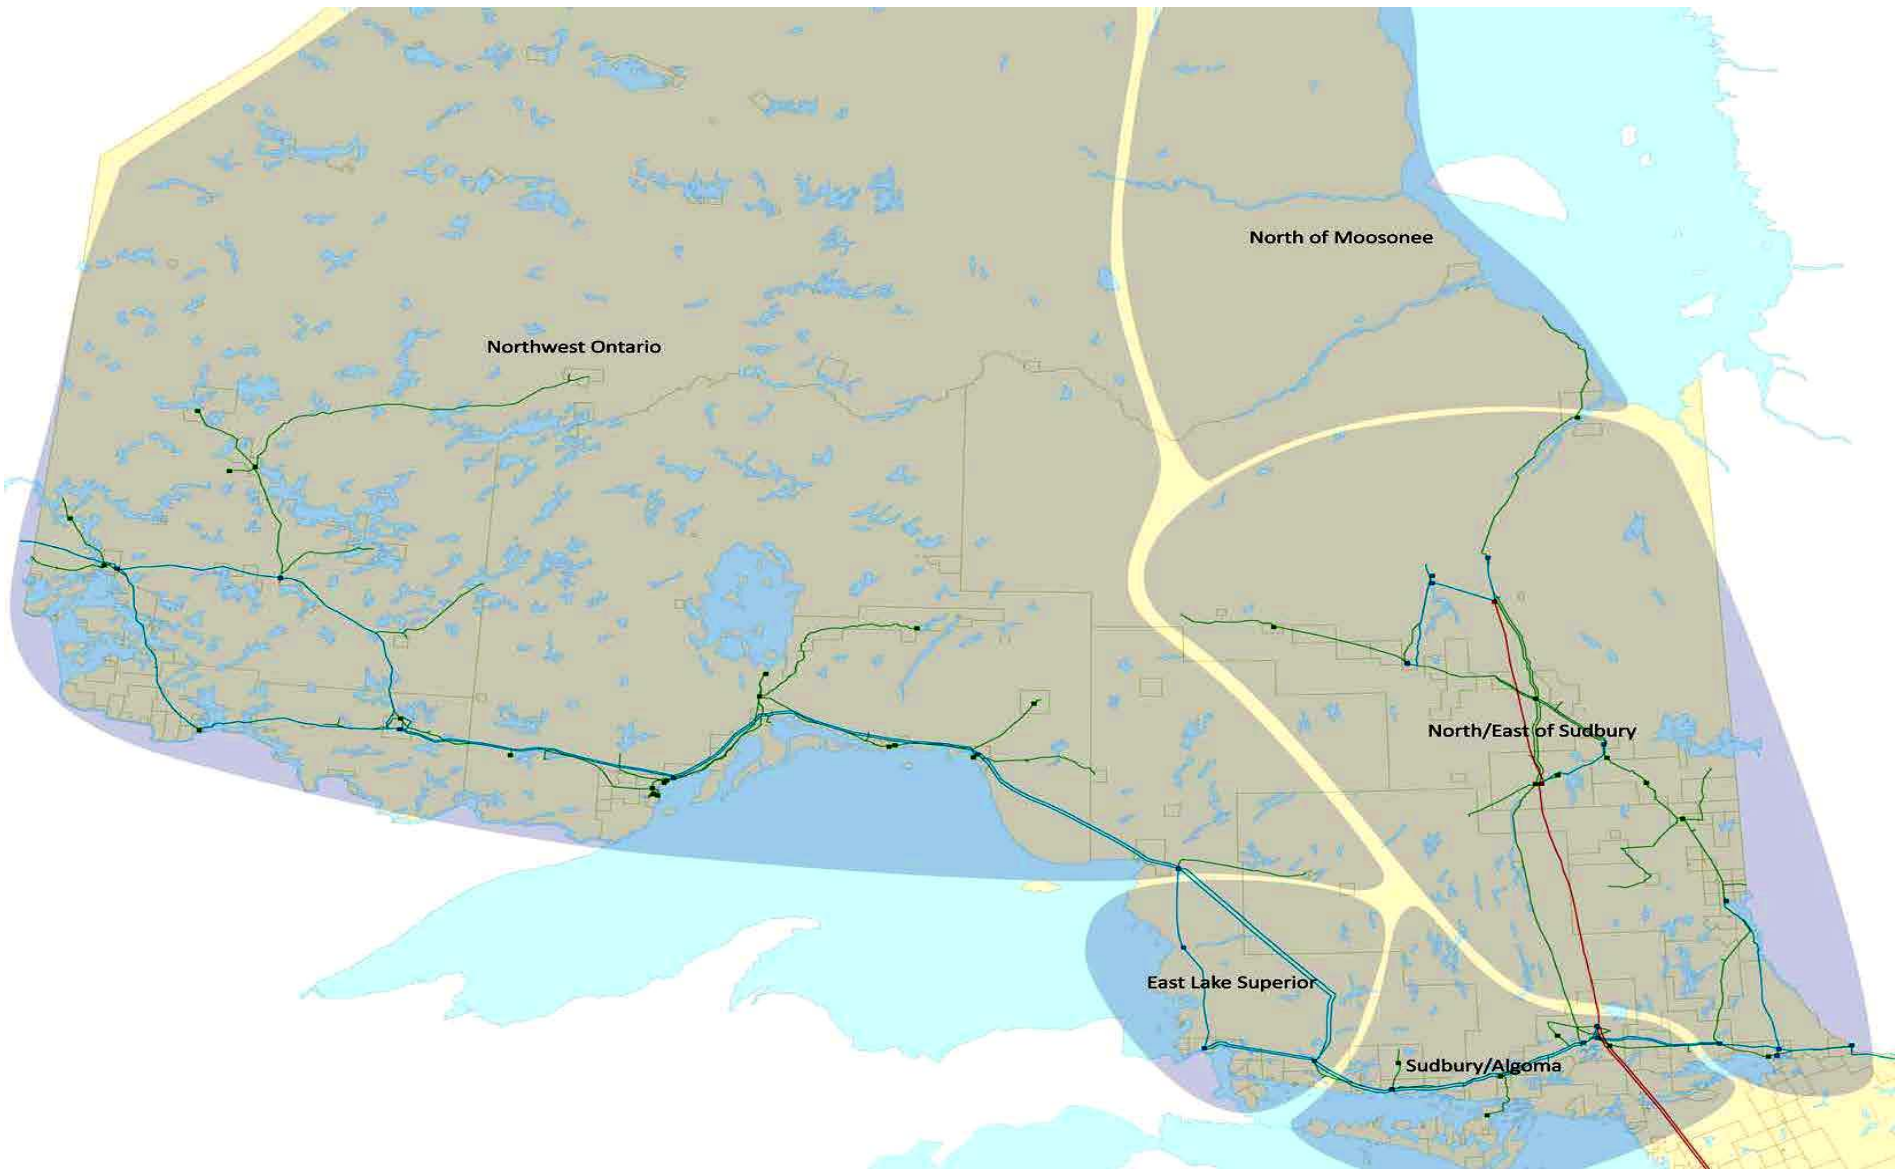 North of Moosonee
Northwest Ontario
North/East of Sudbury
East Lake Superior
Sudbury/Algoma